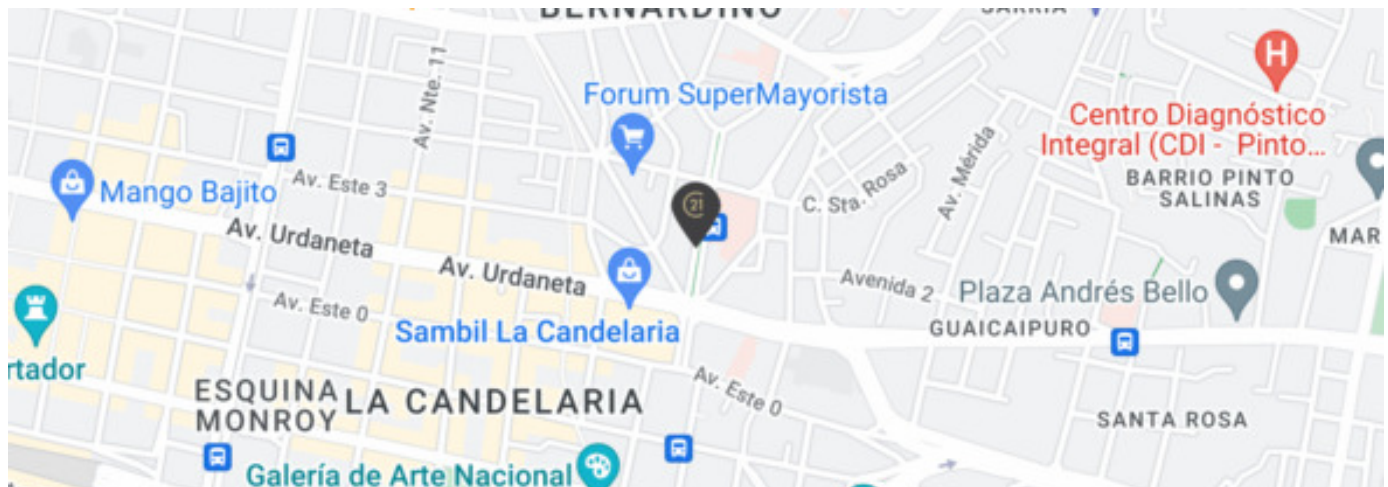 BERNARDINO
SARRIA
Av. Nte. 11
Forum SuperMayorista
Centro Diagnóstico
Integral (CDI - Pinto...
BARRIO PINTO
SALINAS
Mango Bajito
Av. Este 3
C. Sta. Rosa
Av. Mérida
21
MAR
Av. Urdaneta
Av. Urdaneta
Avenida 2
Plaza Andrés Bello
Av. Este 0
Sambil La Candelaria
GUAICAIPURO
rtador
Av. Este 0
ESQUINA
MONROY
LA CANDELARIA
SANTA ROSA
Galería de Arte Nacional
H